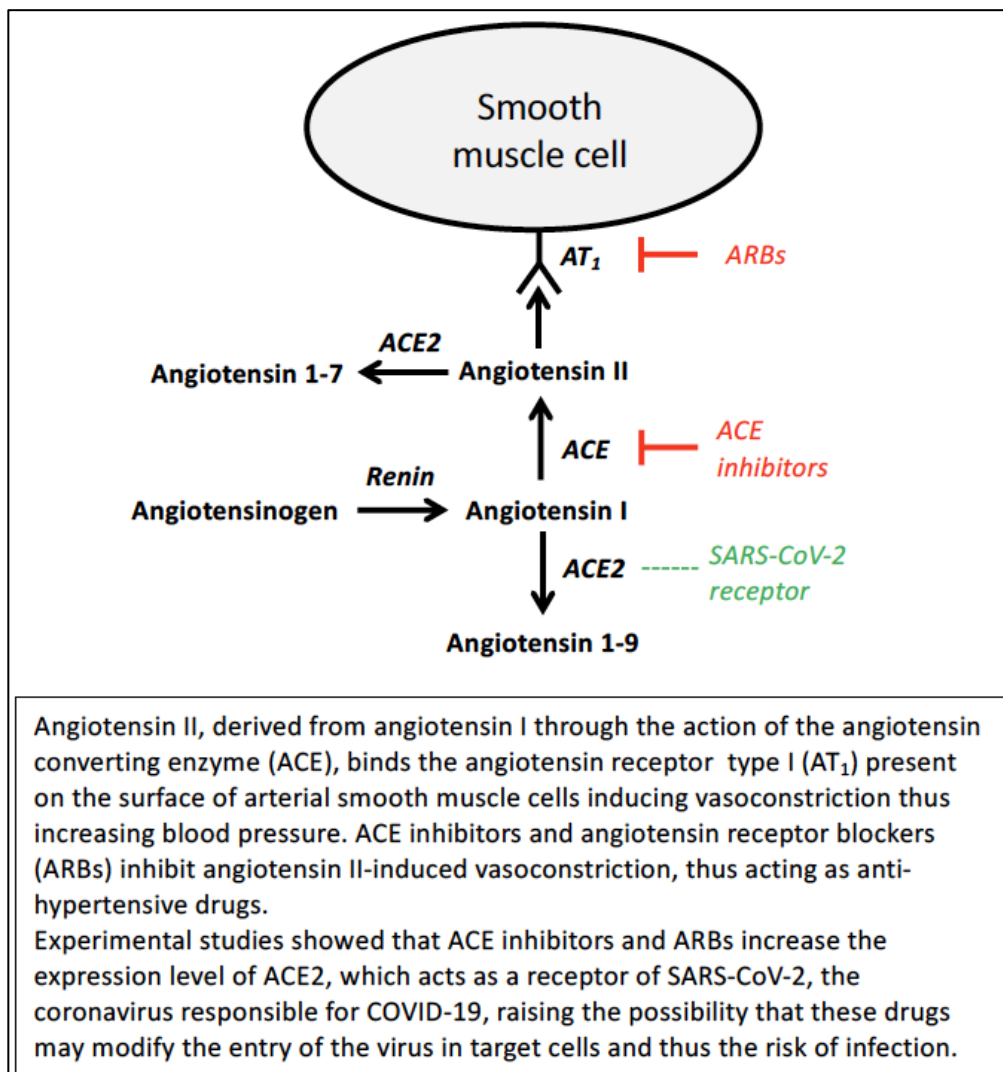 Smooth
muscle cell
AT₁
ARBs
ACE2
Angiotensin 1-7
Angiotensin II
ACE
ACE
inhibitors
Renin
Angiotensinogen
Angiotensin I
ACE2
SARS-CoV-2
receptor
Angiotensin 1-9
Angiotensin II, derived from angiotensin I through the action of the angiotensin
converting enzyme (ACE), binds the angiotensin receptor type I (AT₁) present
on the surface of arterial smooth muscle cells inducing vasoconstriction thus
increasing blood pressure. ACE inhibitors and angiotensin receptor blockers
(ARBs) inhibit angiotensin II-induced vasoconstriction, thus acting as anti-
hypertensive drugs.
Experimental studies showed that ACE inhibitors and ARBs increase the
expression level of ACE2, which acts as a receptor of SARS-CoV-2, the
coronavirus responsible for COVID-19, raising the possibility that these drugs
may modify the entry of the virus in target cells and thus the risk of infection.